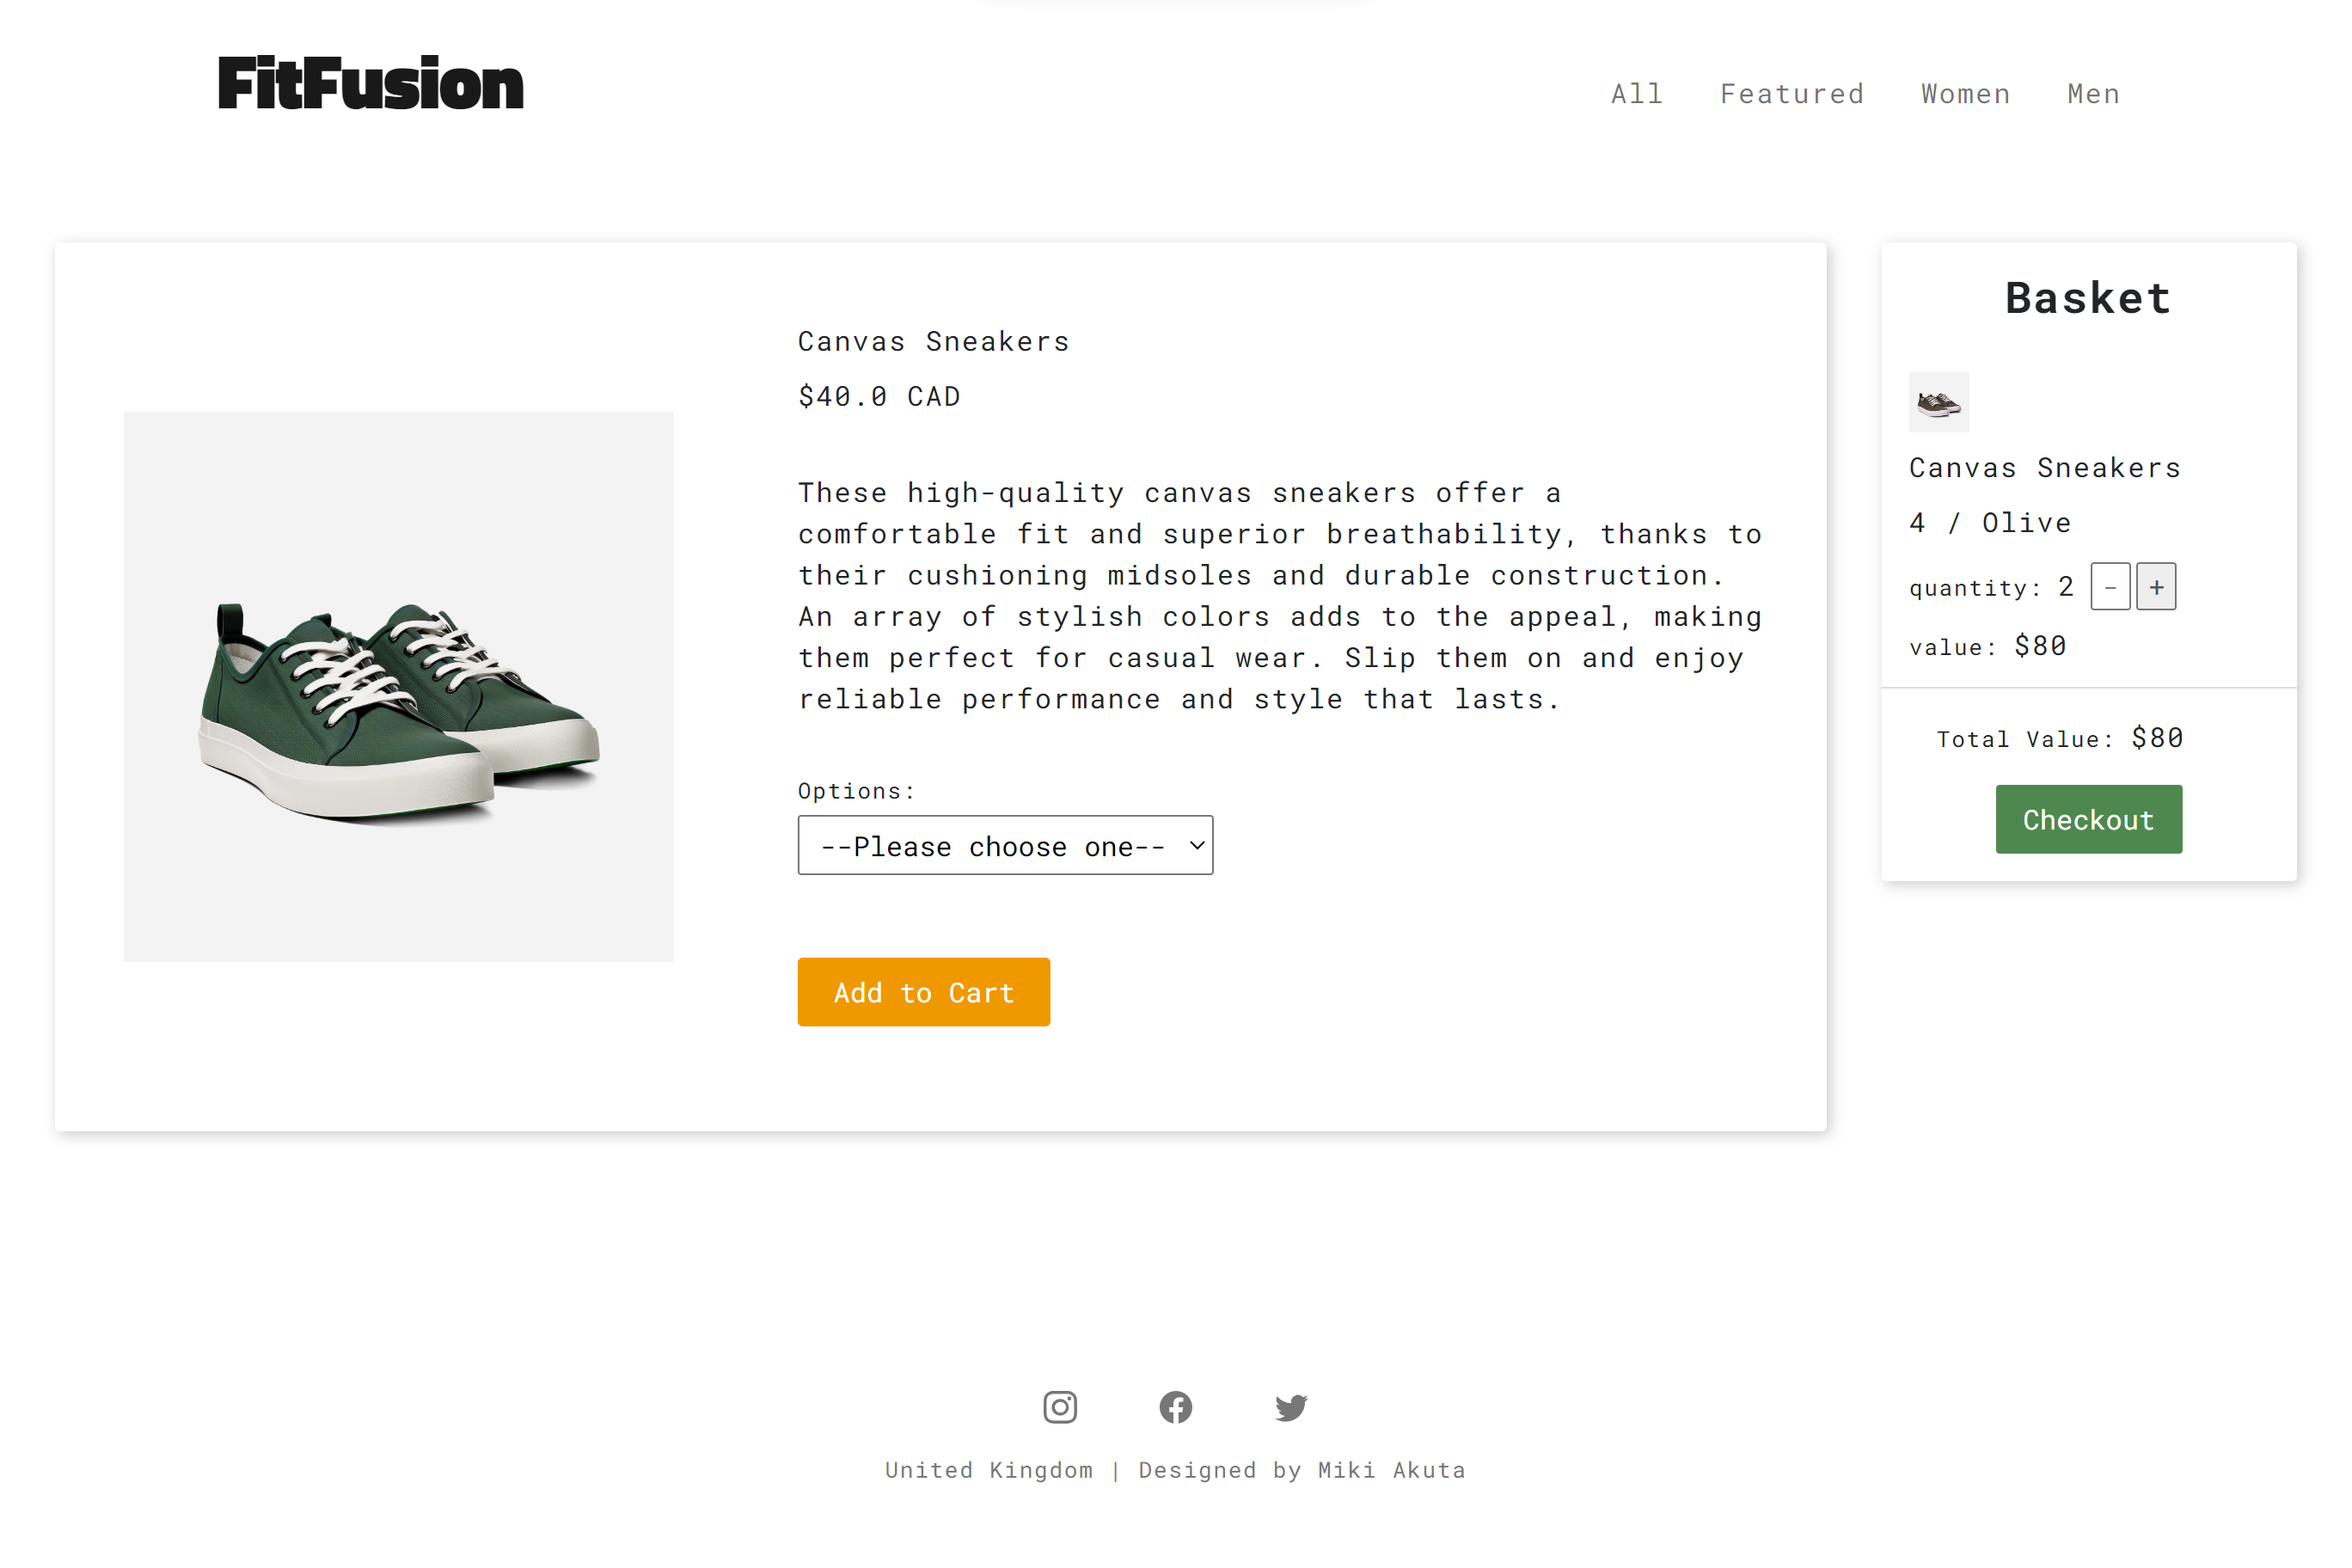 FitFusion
All Featured Women Men
Canvas Sneakers
$40.0 CAD
These high-quality canvas sneakers offer a
comfortable fit and superior breathability, thanks to
their cushioning midsoles and durable construction.
An array of stylish colors adds to the appeal, making
them perfect for casual wear. Slip them on and enjoy
reliable performance and style that lasts.
Options:
--Please choose one--
Add to Cart
Basket
Canvas Sneakers
4 / Olive
quantity: 2 - +
value: $80
Total Value: $80
Checkout
United Kingdom | Designed by Miki Akuta